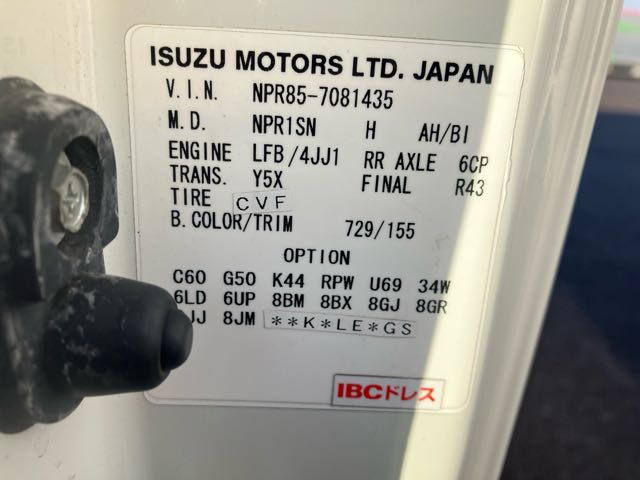 ISUZU MOTORS LTD. JAPAN
V.I.N. NPR85-7081435
M.D. NPR1SN H AH/BI
ENGINE LFB/4JJ1 RR AXLE 6CP
TRANS. Y5X FINAL R43
TIRE CVF
B.COLOR/TRIM 729/155
OPTION
C60 G50 K44 RPW U69 34W
6LD 6UP 8BM 8BX 8GJ 8GR
JJ 8JM **K*LE*GS
IBCドレス